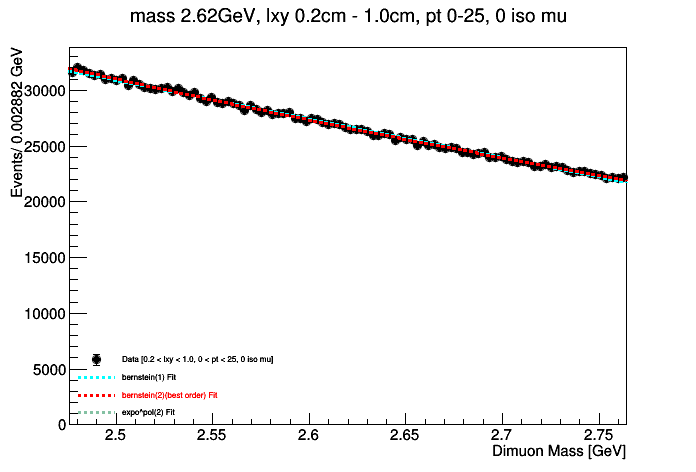 mass 2.62GeV, lxy 0.2cm - 1.0cm, pt 0-25, 0 iso mu
Events/ 0.002882 GeV
30000
25000
20000
15000
10000
5000
0
Data [0.2 < lxy < 1.0, 0 < pt < 25, 0 iso mu]
bernstein(1) Fit
bernstein(2)(best order) Fit
expo*pol(2) Fit
2.5 2.55 2.6 2.65 2.7 2.75
Dimuon Mass [GeV]